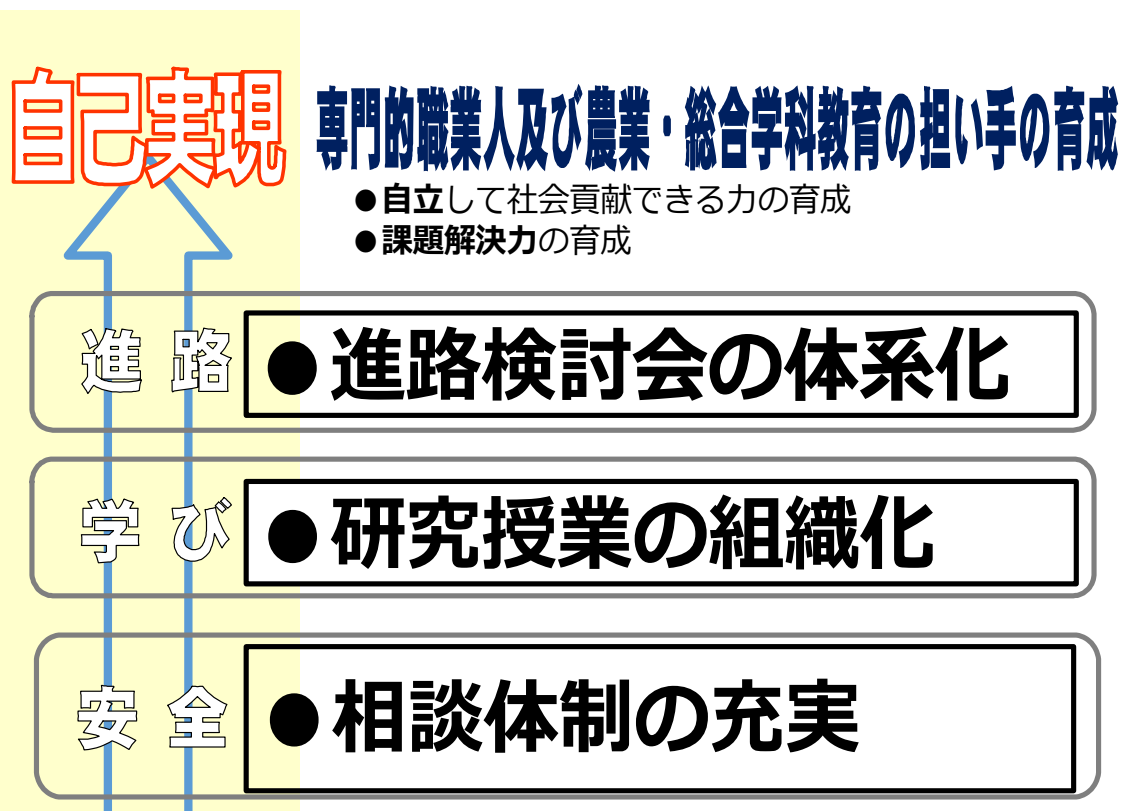 自己実現
専門的職業人及び農業・総合学科教育の担い手の育成
●自立して社会貢献できる力の育成
●課題解決力の育成
進路
●進路検討会の体系化
学び
●研究授業の組織化
安全
●相談体制の充実